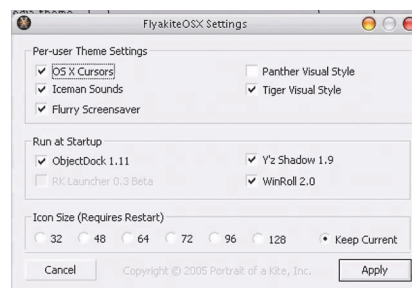 FlyakiteOSX Settings
Per-user Theme Settings
OS X Cursors
Panther Visual Style
Iceman Sounds
Tiger Visual Style
Flurry Screensaver
Run at Startup
ObjectDock 1.11
Y'z Shadow 1.9
RK Launcher 0.3 Beta
WinRoll 2.0
Icon Size (Requires Restart)
32 48 64 72 96 128 Keep Current
Cancel Copyright © 2005 Portrait of a Kite, Inc. Apply